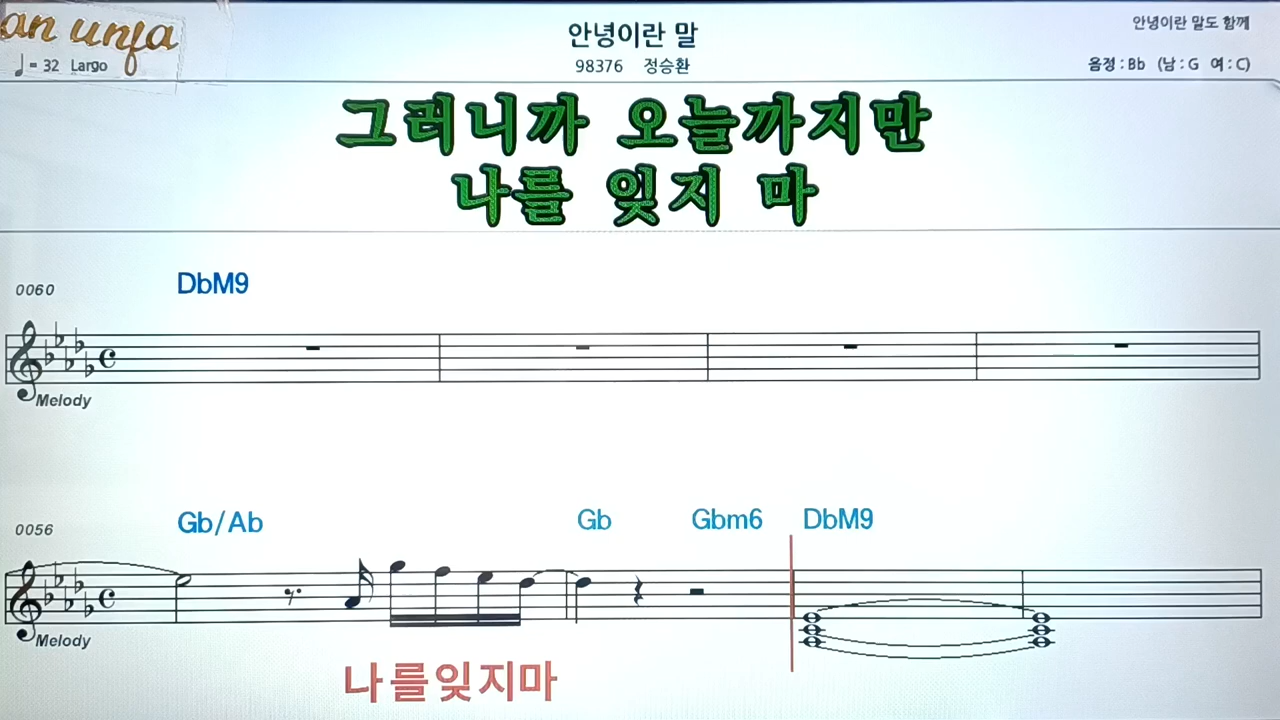 an unfa
안녕이란 말
안녕이란 말도 함께
♩= 32 Largo
98376 정승환
음정 : Bb (남 : G 여 : C)
그러니까 오늘까지만
나를 잊지 마
0060
DbM9
Melody
0056
Gb/Ab Gb Gbm6 DbM9
Melody
나를잊지마